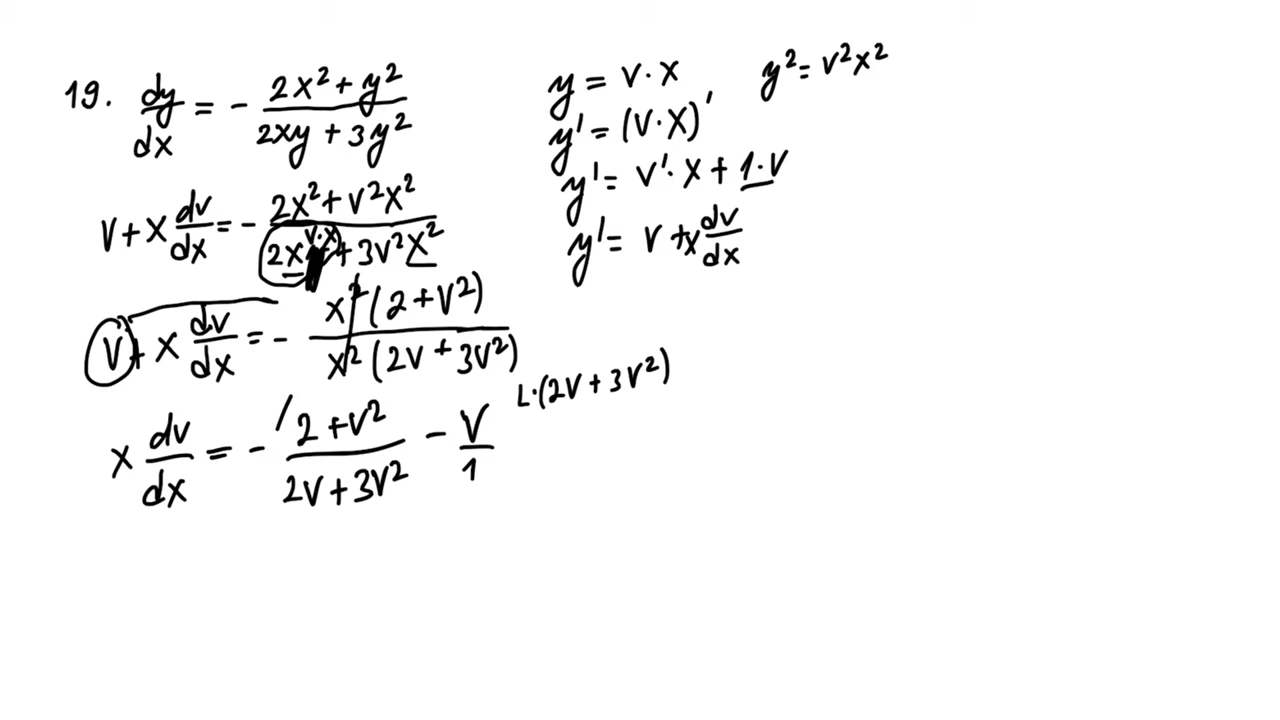 19. dy/dx = - (2x² + y²)/(2xy + 3y²)
y = v·x
y² = v²x²
y' = (v·x)'
y' = v'·x + 1·v
v + x dv/dx = - (2x² + v²x²)/(2x v·x + 3v²x²)
y' = v + x dv/dx
v + x dv/dx = - x²(2 + v²)/x²(2v + 3v²)
x dv/dx = - (2 + v²)/(2v + 3v²) - v/1
L·(2v + 3v²)